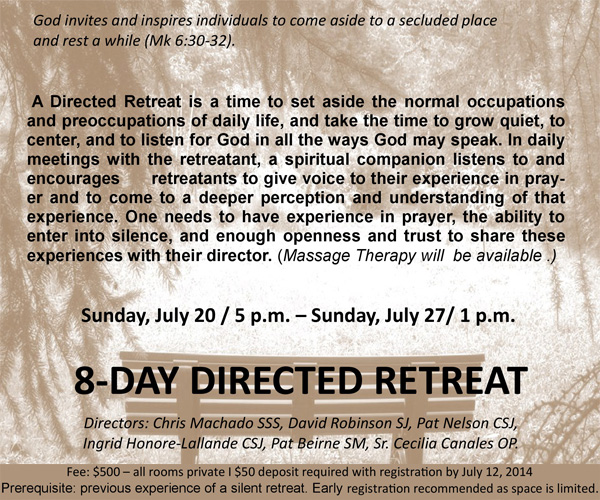 God invites and inspires individuals to come aside to a secluded place
and rest a while (Mk 6:30-32).
A Directed Retreat is a time to set aside the normal occupations
and preoccupations of daily life, and take the time to grow quiet, to
center, and to listen for God in all the ways God may speak. In daily
meetings with the retreatant, a spiritual companion listens to and
encourages retreatants to give voice to their experience in pray-
er and to come to a deeper perception and understanding of that
experience. One needs to have experience in prayer, the ability to
enter into silence, and enough openness and trust to share these
experiences with their director. (Massage Therapy will be available .)
Sunday, July 20 / 5 p.m. – Sunday, July 27/ 1 p.m.
8-DAY DIRECTED RETREAT
Directors: Chris Machado SSS, David Robinson SJ, Pat Nelson CSJ,
Ingrid Honore-Lallande CSJ, Pat Beirne SM, Sr. Cecilia Canales OP.
Fee: $500 – all rooms private I $50 deposit required with registration by July 12, 2014
Prerequisite: previous experience of a silent retreat. Early registration recommended as space is limited.